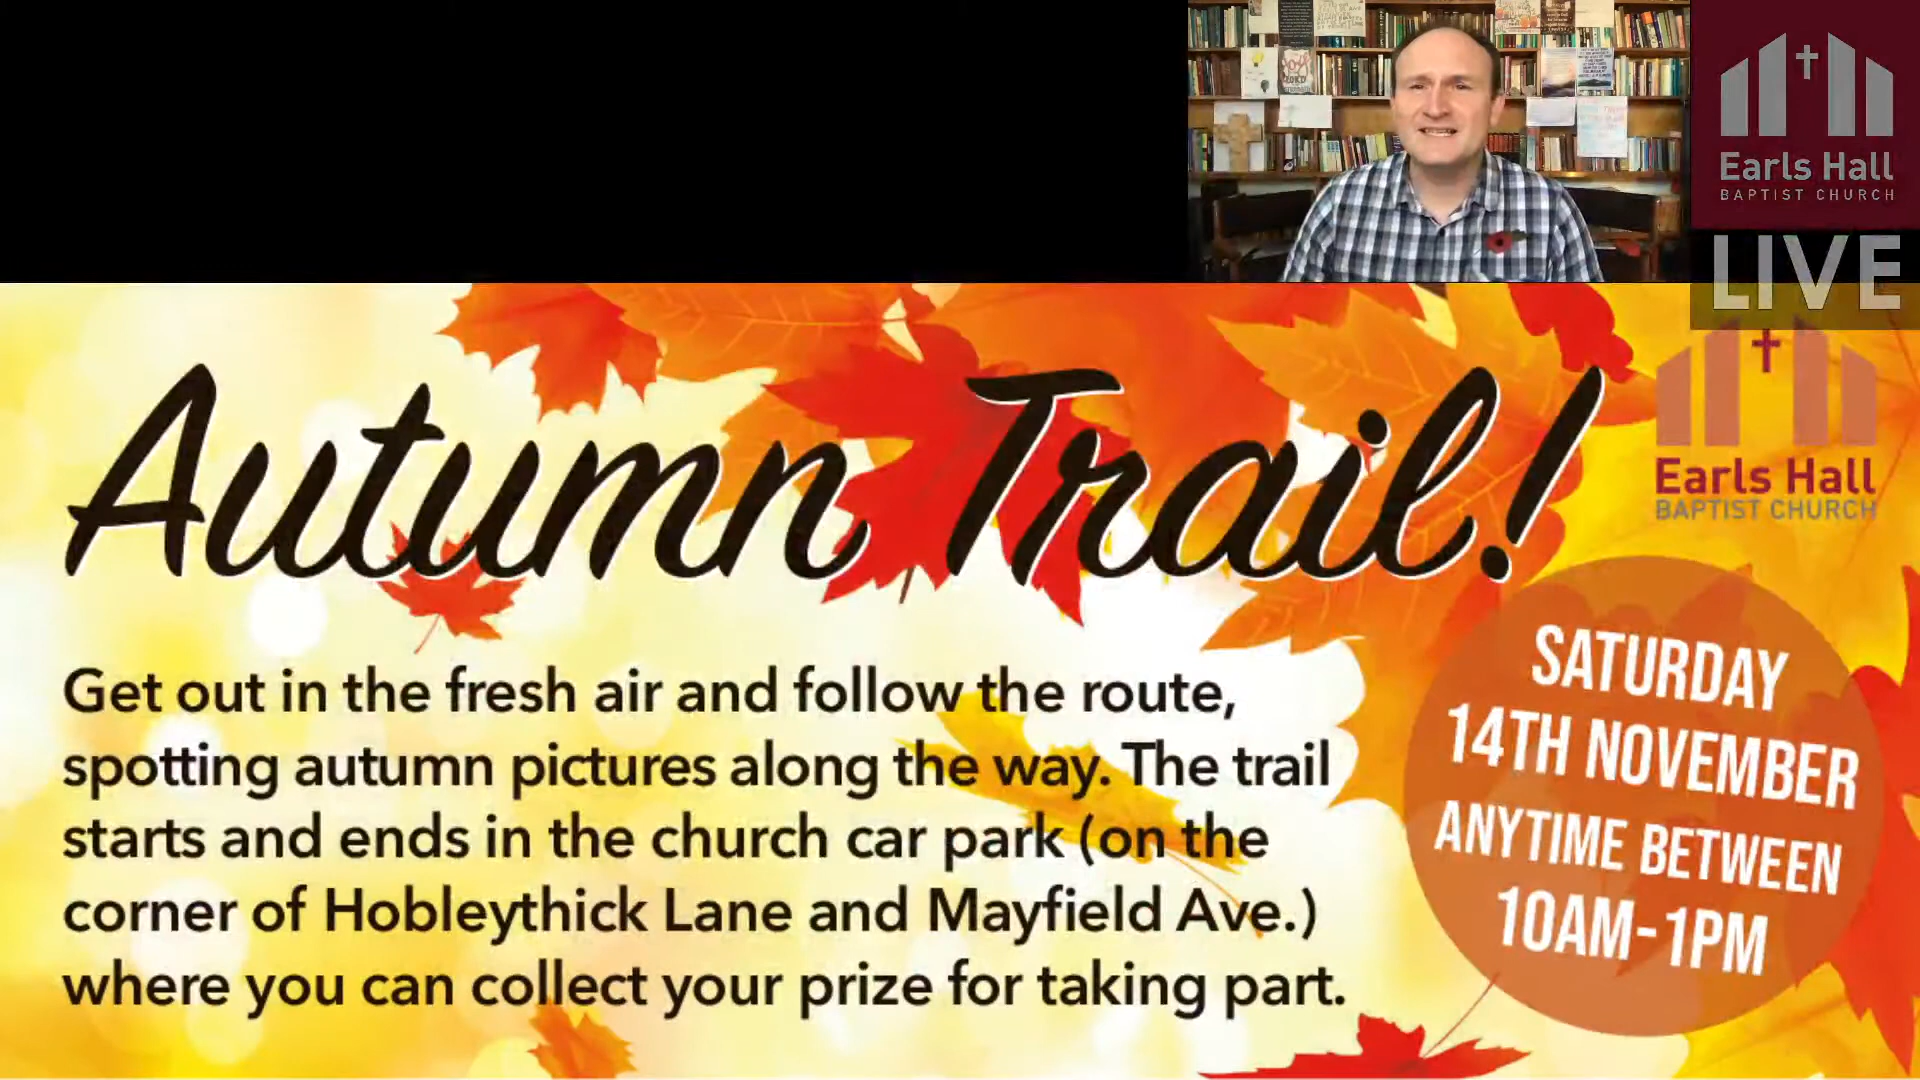 Earls Hall
BAPTIST CHURCH
LIVE
Autumn Trail!
Earls Hall
BAPTIST CHURCH
Get out in the fresh air and follow the route,
spotting autumn pictures along the way. The trail
starts and ends in the church car park (on the
corner of Hobleythick Lane and Mayfield Ave.)
where you can collect your prize for taking part.
SATURDAY
14TH NOVEMBER
ANYTIME BETWEEN
10AM-1PM